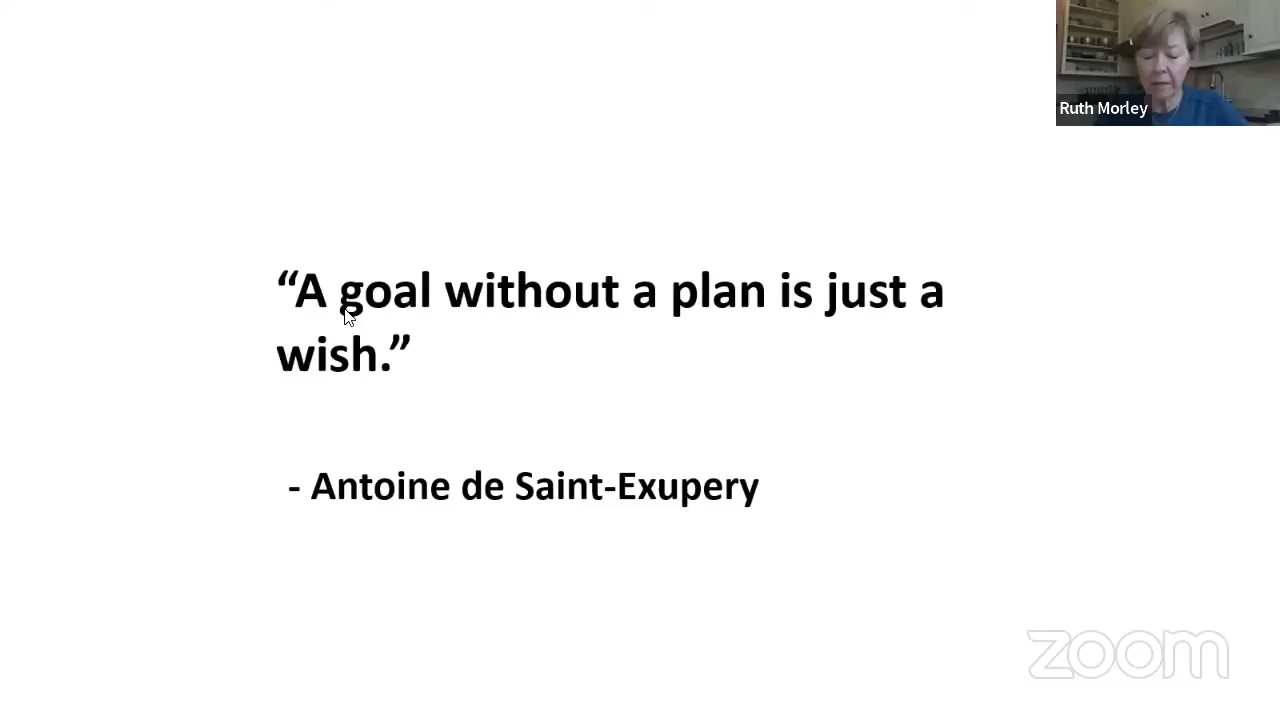 Ruth Morley
“A goal without a plan is just a
wish.”
- Antoine de Saint-Exupery
zoom